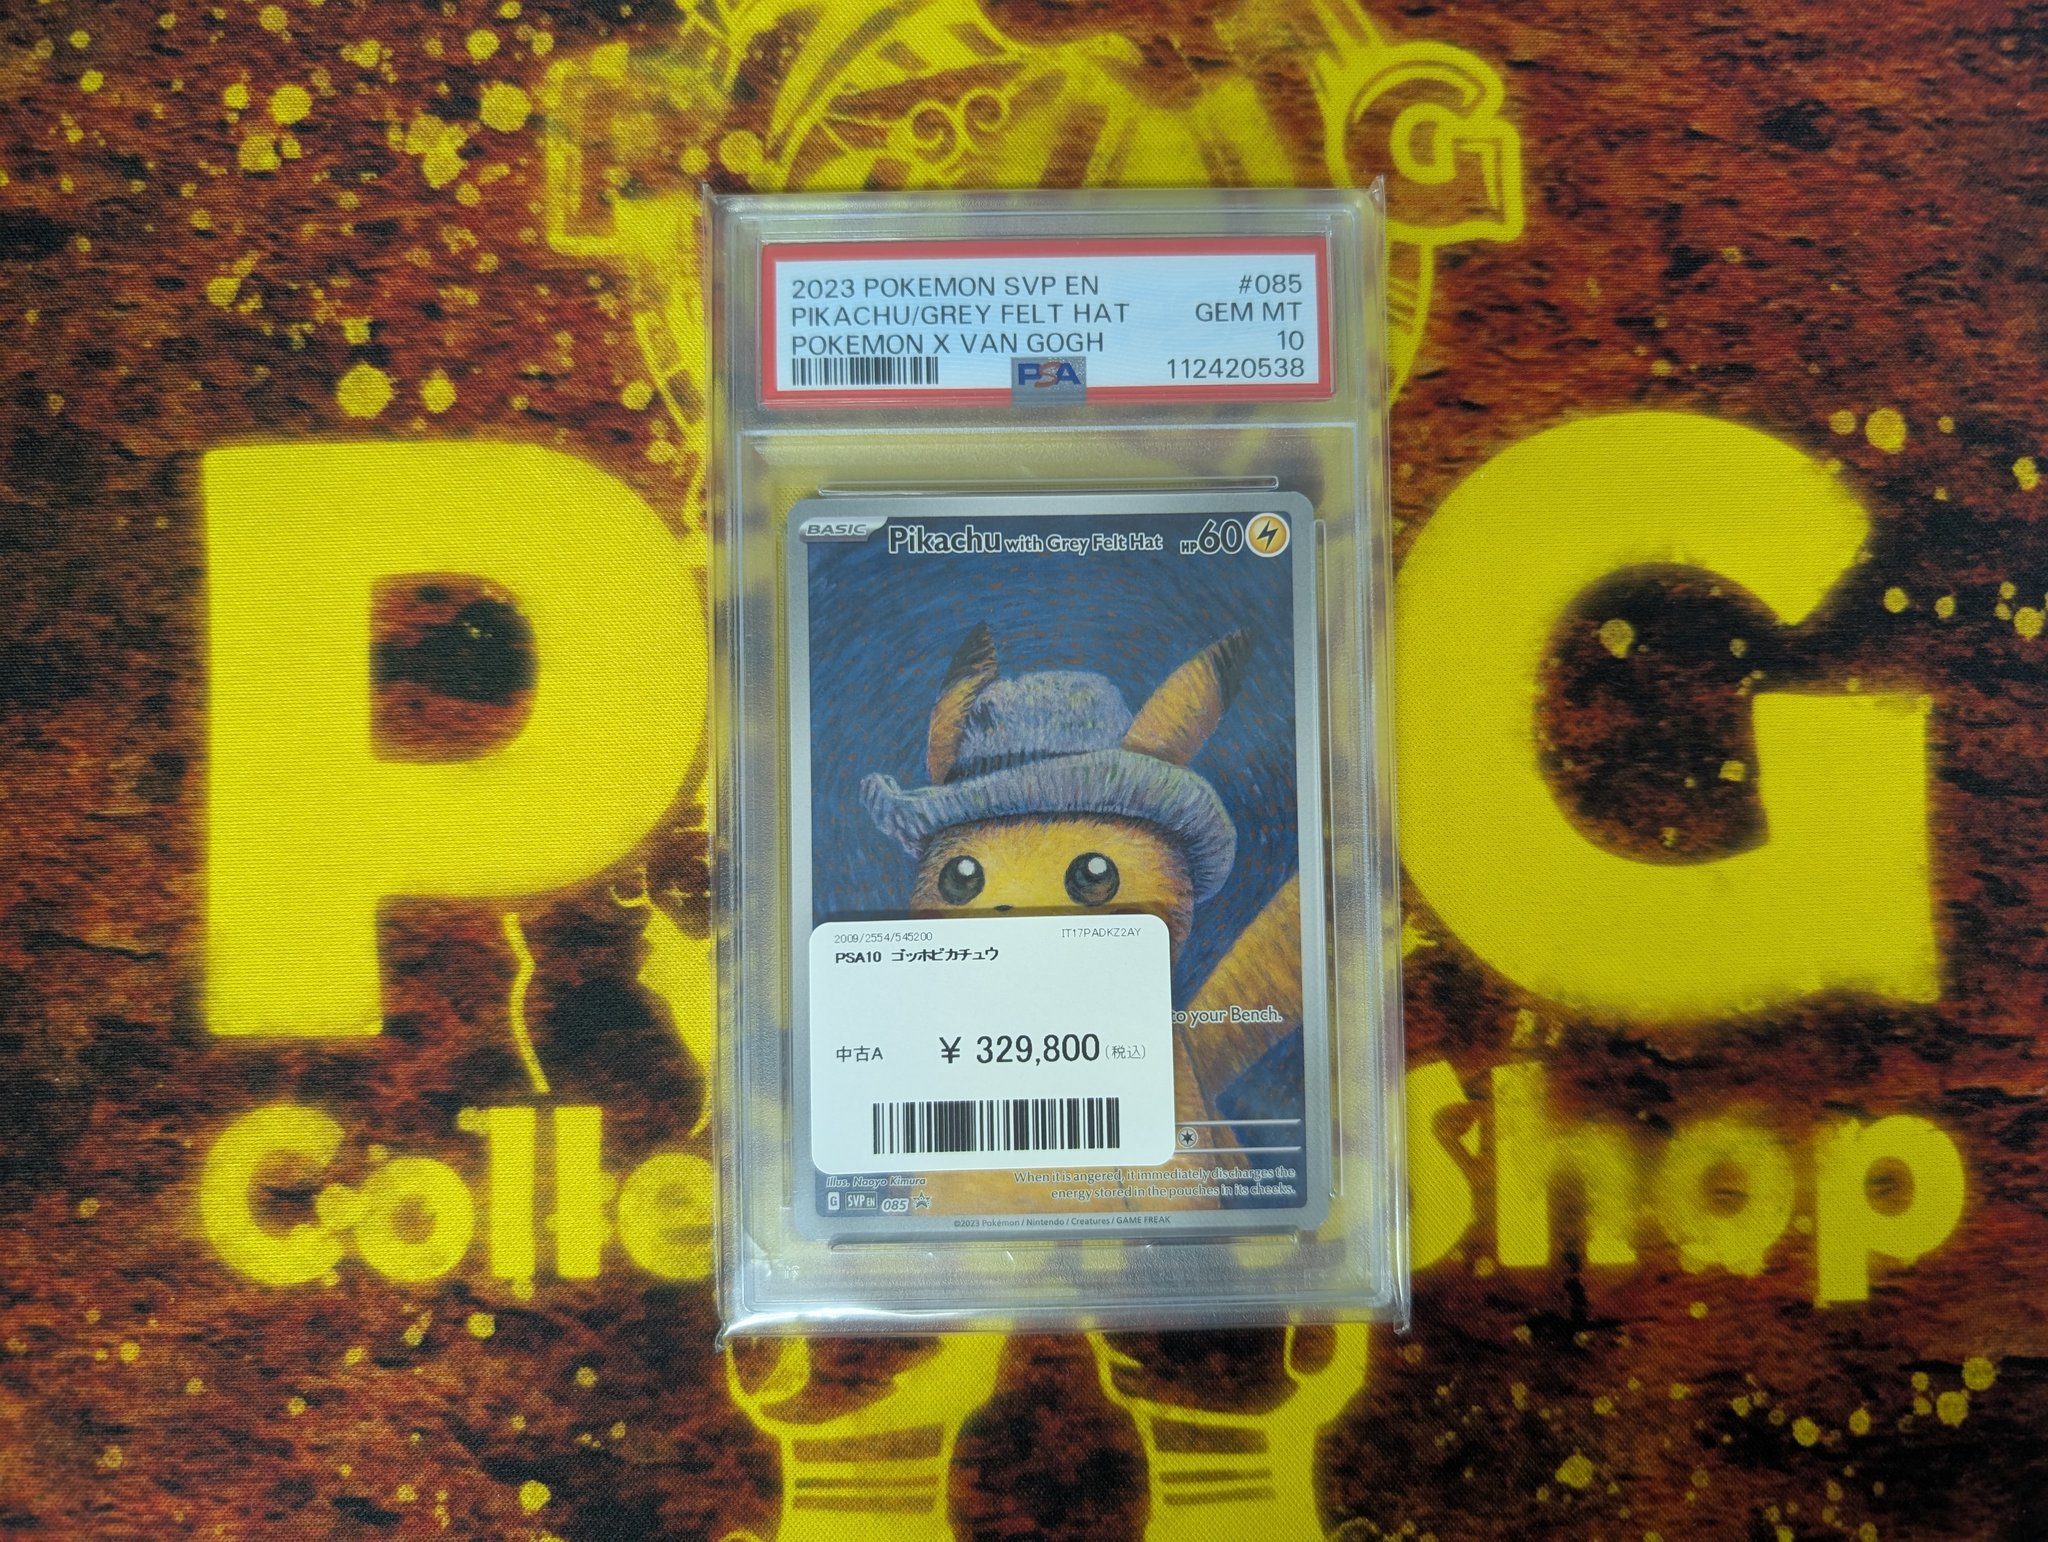 2023 POKEMON SVP EN #085
PIKACHU/GREY FELT HAT GEM MT
POKEMON X VAN GOGH 10
PSA 112420538
BASIC Pikachu with Grey Felt Hat HP 60
2009/2554/545200 IT17PADKZ2AY
PSA10 ゴッホピカチュウ
to your Bench.
中古A ¥ 329,800 (税込)
When it is angered, it immediately discharges the
energy stored in the pouches in its cheeks.
Illus. Naoyo Kimura
G SVP EN 085
©2023 Pokémon / Nintendo / Creatures / GAME FREAK
P G
Colle Shop
G